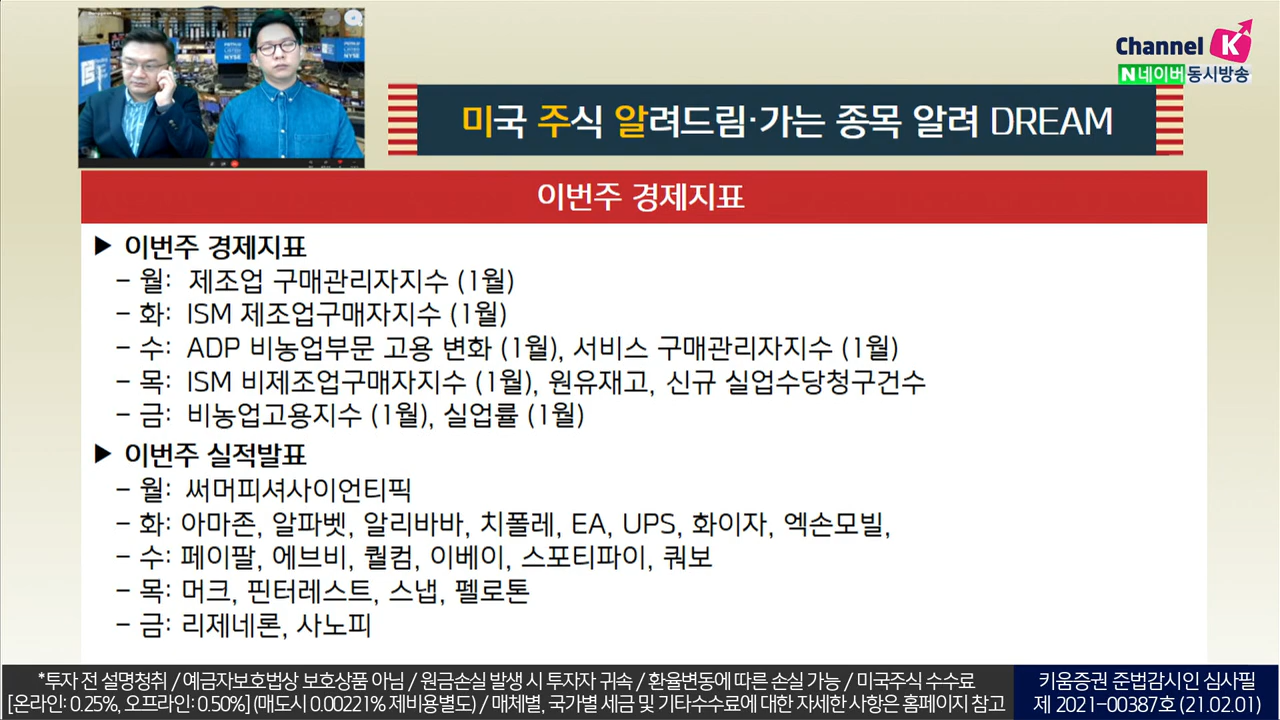 Channel K
N 네이버 동시방송
미국 주식 알려드림·가는 종목 알려 DREAM
이번주 경제지표
▶ 이번주 경제지표
– 월: 제조업 구매관리자지수 (1월)
– 화: ISM 제조업구매자지수 (1월)
– 수: ADP 비농업부문 고용 변화 (1월), 서비스 구매관리자지수 (1월)
– 목: ISM 비제조업구매자지수 (1월), 원유재고, 신규 실업수당청구건수
– 금: 비농업고용지수 (1월), 실업률 (1월)
▶ 이번주 실적발표
– 월: 써머피셔사이언티픽
– 화: 아마존, 알파벳, 알리바바, 치폴레, EA, UPS, 화이자, 엑손모빌,
– 수: 페이팔, 에브비, 퀄컴, 이베이, 스포티파이, 쿼보
– 목: 머크, 핀터레스트, 스냅, 펠로톤
– 금: 리제네론, 사노피
*투자 전 설명청취 / 예금자보호법상 보호상품 아님 / 원금손실 발생 시 투자자 귀속 / 환율변동에 따른 손실 가능 / 미국주식 수수료
[온라인: 0.25%, 오프라인: 0.50%] (매도시 0.00221% 제비용별도) / 매체별, 국가별 세금 및 기타수수료에 대한 자세한 사항은 홈페이지 참고
키움증권 준법감시인 심사필
제 2021-00387호 (21.02.01)